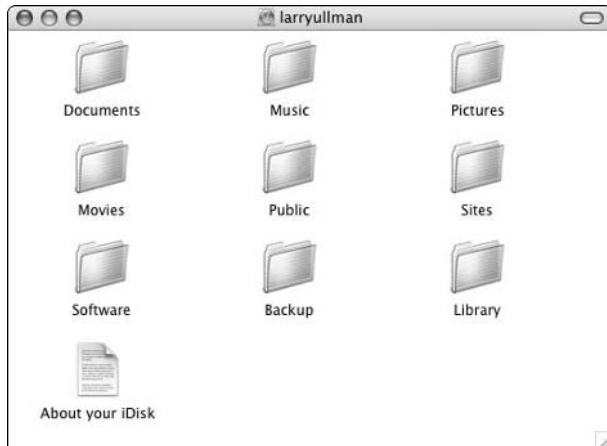 larryullman
Documents Music Pictures
Movies Public Sites
Software Backup Library
About your iDisk